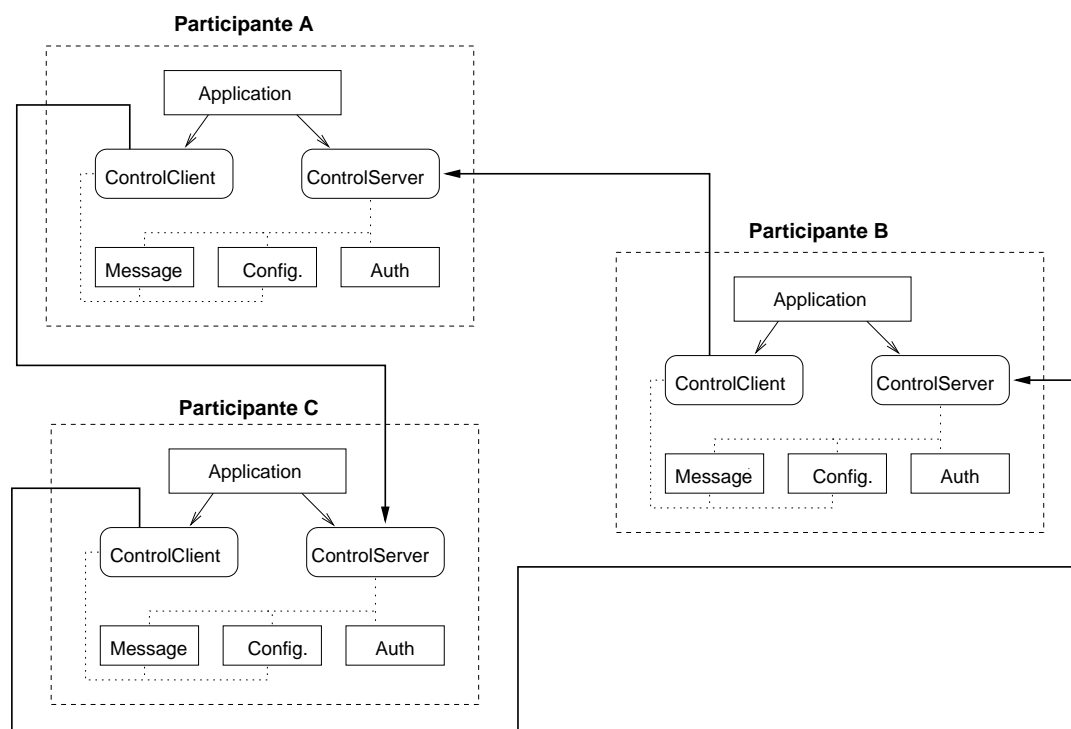 Participante A
Application
ControlClient
ControlServer
Message
Config.
Auth
Participante B
Application
ControlClient
ControlServer
Message
Config.
Auth
Participante C
Application
ControlClient
ControlServer
Message
Config.
Auth